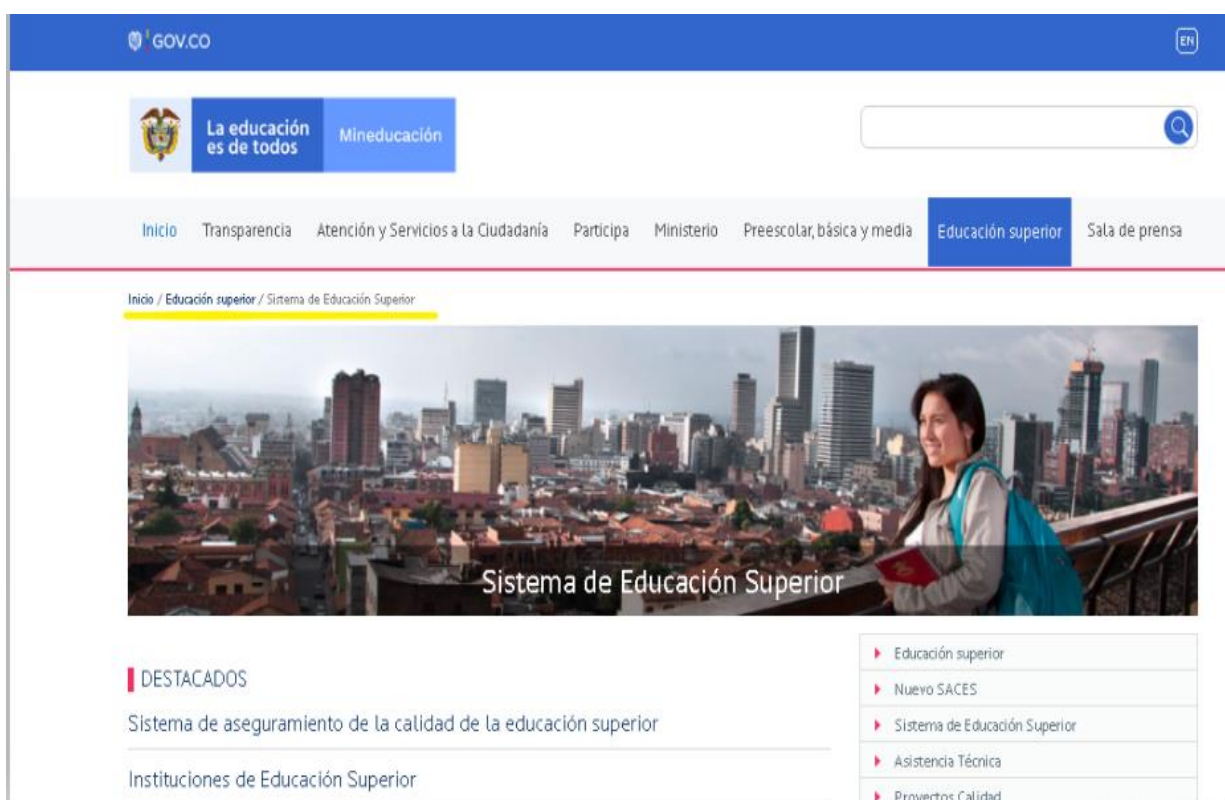 GOV.CO
EN
La educación
es de todos
Mineducación
Inicio Transparencia Atención y Servicios a la Ciudadanía Participa Ministerio Preescolar, básica y media Educación superior Sala de prensa
Inicio / Educación superior / Sistema de Educación Superior
Sistema de Educación Superior
DESTACADOS
Sistema de aseguramiento de la calidad de la educación superior
Instituciones de Educación Superior
Educación superior
Nuevo SACES
Sistema de Educación Superior
Asistencia Técnica
Proyectos Calidad